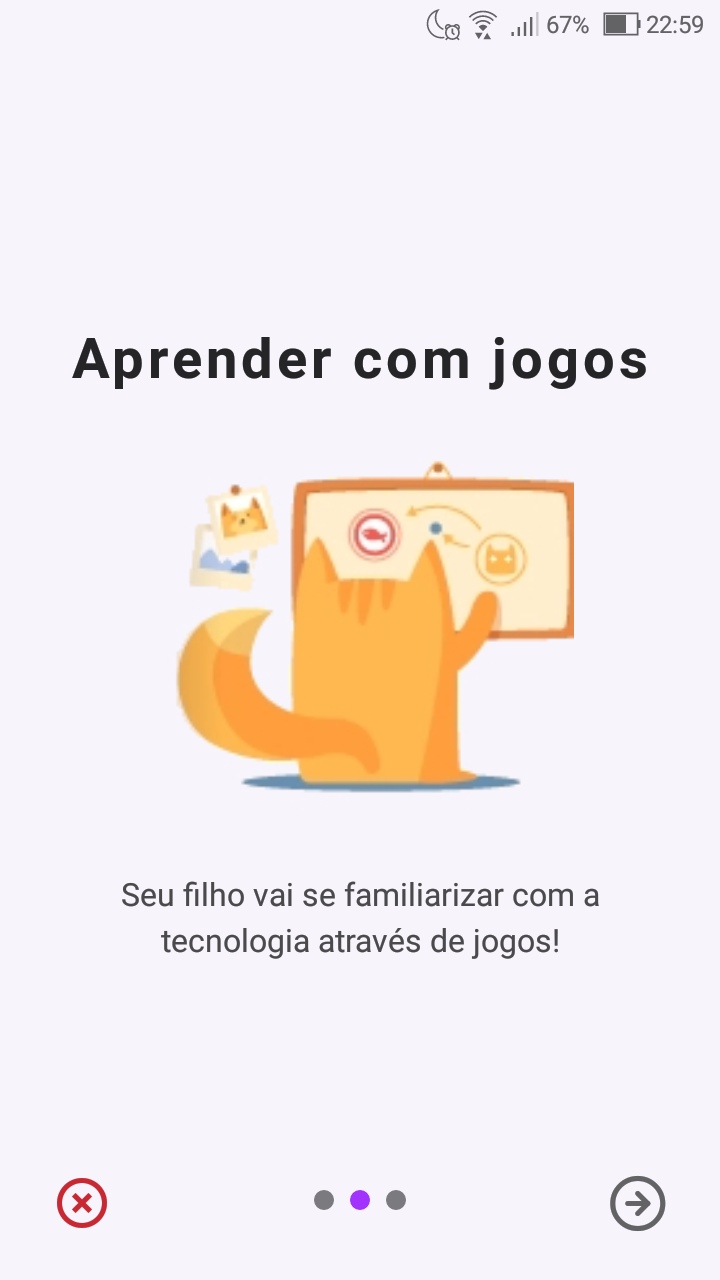 67% 22:59
Aprender com jogos
Seu filho vai se familiarizar com a
tecnologia através de jogos!